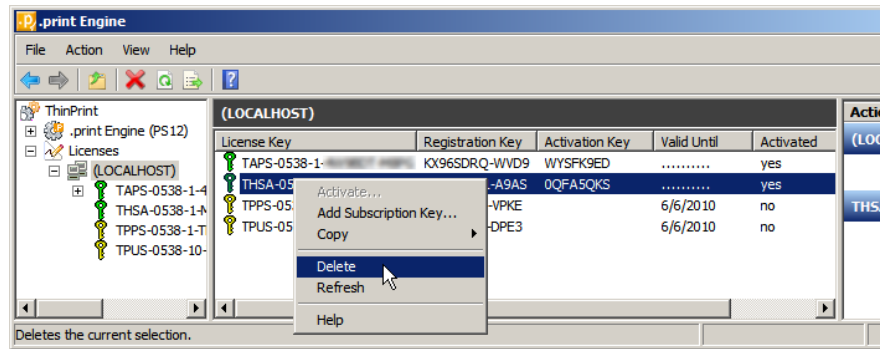 .print Engine
File Action View Help
ThinPrint
.print Engine (PS12)
Licenses
(LOCALHOST)
TAPS-0538-1-4
THSA-0538-1-N
TPPS-0538-1-T
TPUS-0538-10-
(LOCALHOST)
License Key Registration Key Activation Key Valid Until Activated
TAPS-0538-1- KX96SDRQ-WVD9 WYSFK9ED .......... yes
THSA-05 -A9AS 0QFA5QKS .......... yes
TPPS-05 -VPKE 6/6/2010 no
TPUS-05 -DPE3 6/6/2010 no
Activate...
Add Subscription Key...
Copy
Delete
Refresh
Help
Actio
(LOC
THSA
Deletes the current selection.